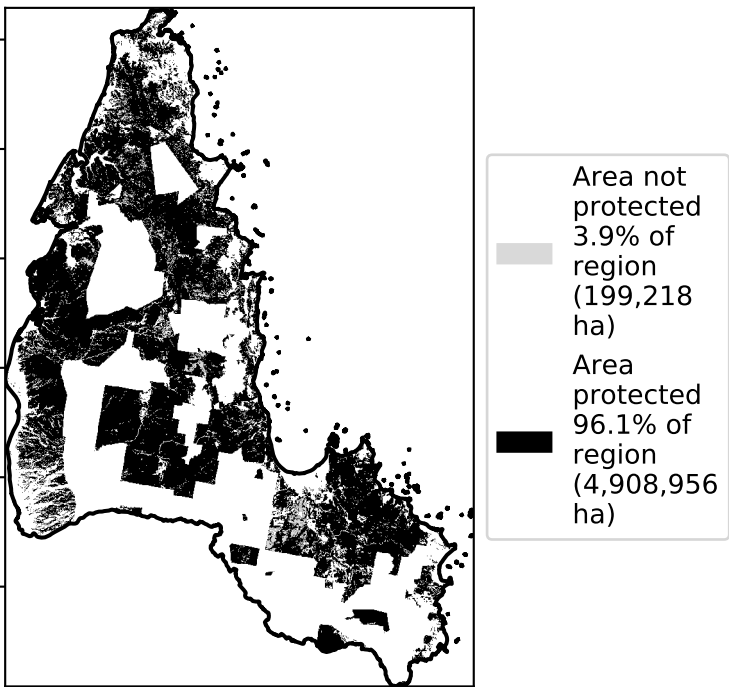 Area not
protected
3.9% of
region
(199,218
ha)
Area
protected
96.1% of
region
(4,908,956
ha)